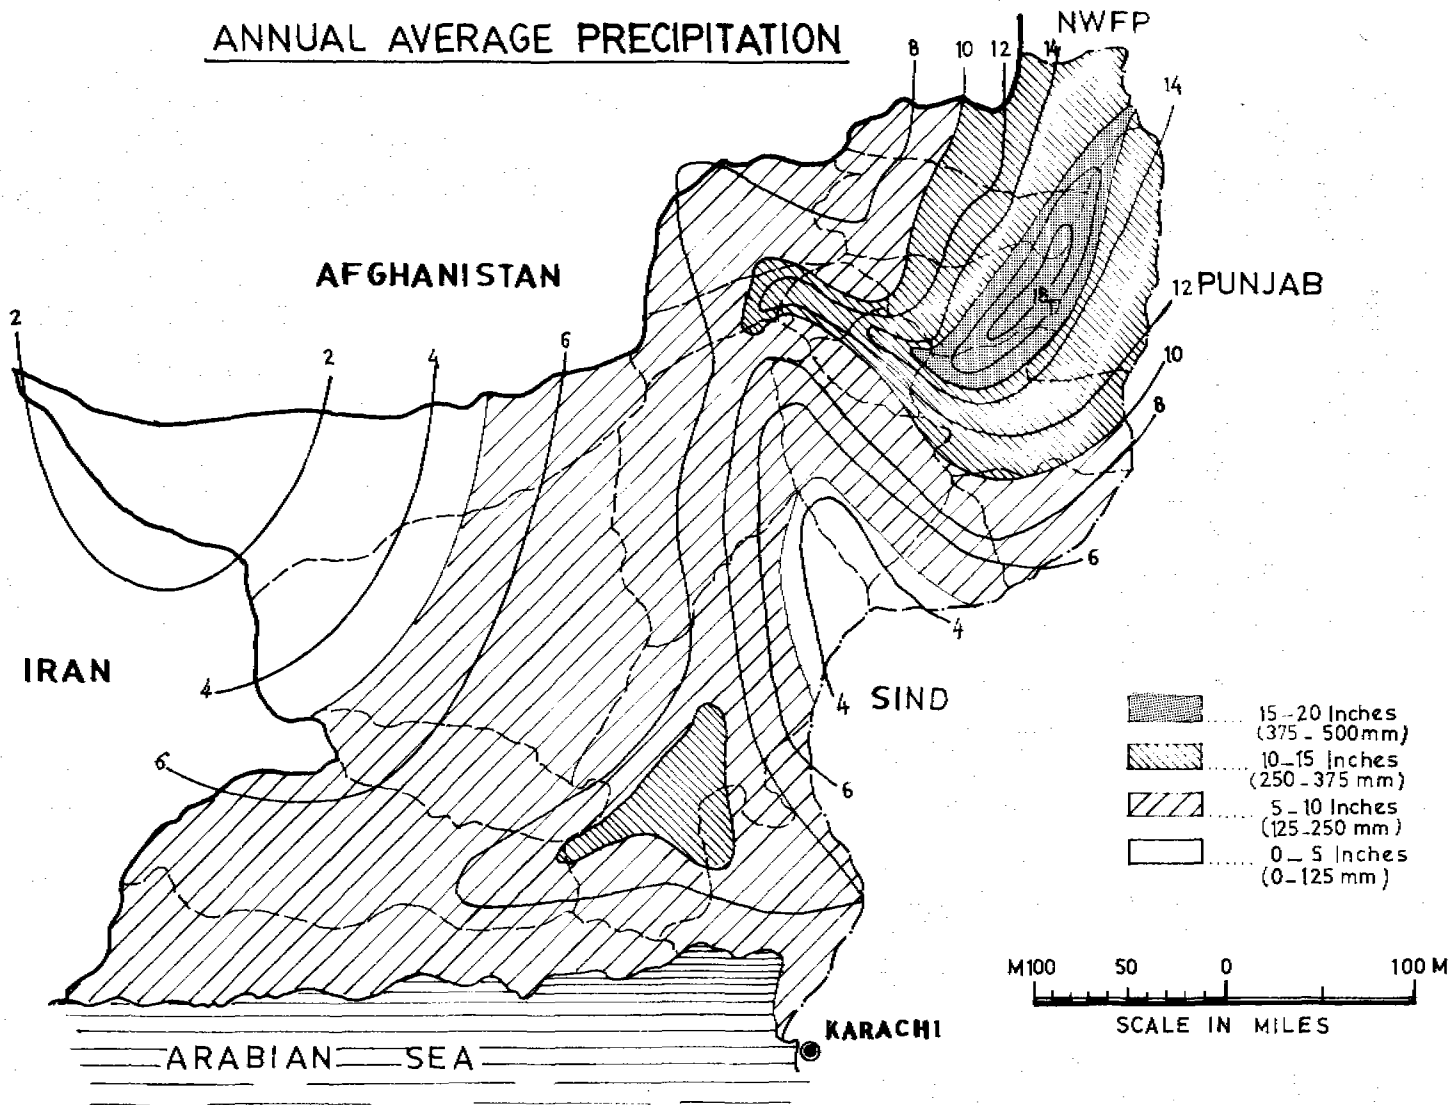 ANNUAL AVERAGE PRECIPITATION
NWFP
8 10 12 14
14
AFGHANISTAN
12 PUNJAB
18
17
2
2 4 6
10
8
6
4
IRAN
4
4 SIND
6
6
15-20 Inches
(375-500mm)
10-15 Inches
(250-375 mm)
5-10 Inches
(125-250 mm)
0-5 Inches
(0-125 mm)
M100 50 0 100 M
SCALE IN MILES
KARACHI
ARABIAN SEA